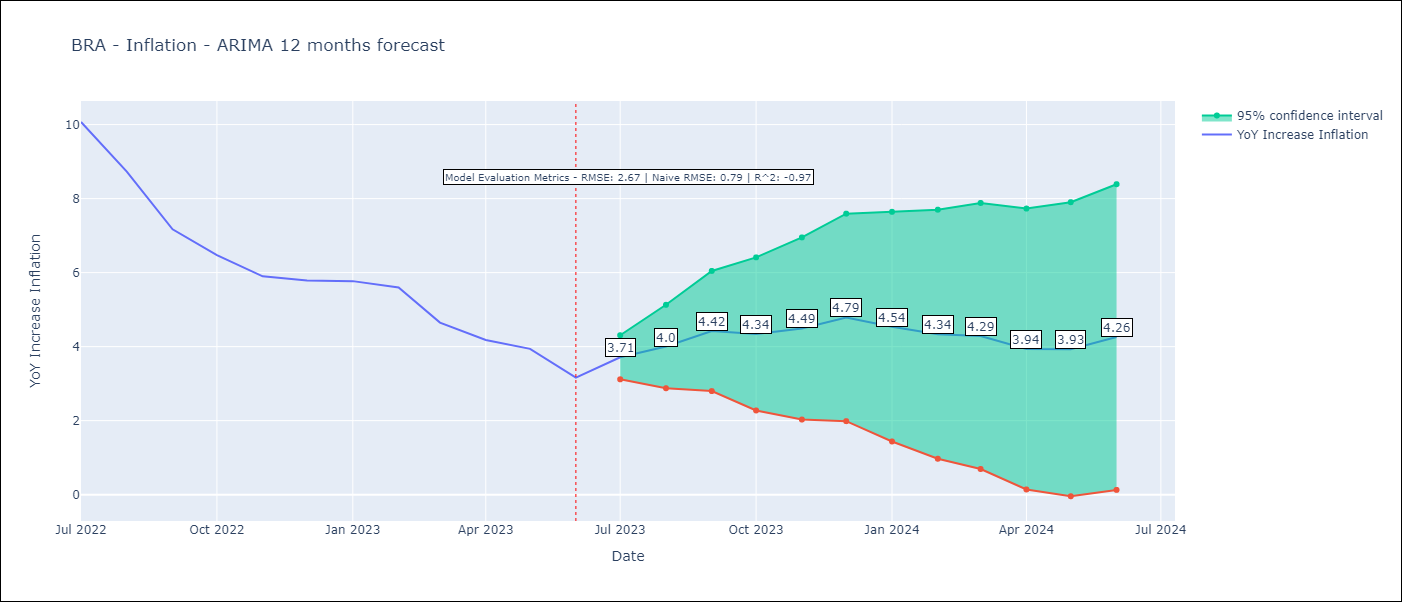 BRA - Inflation - ARIMA 12 months forecast
95% confidence interval
YoY Increase Inflation
Model Evaluation Metrics - RMSE: 2.67 | Naive RMSE: 0.79 | R^2: -0.97
YoY Increase Inflation
10
8
6
4
2
0
3.71
4.0
4.42
4.34
4.49
4.79
4.54
4.34
4.29
3.94
3.93
4.26
Jul 2022
Oct 2022
Jan 2023
Apr 2023
Jul 2023
Oct 2023
Jan 2024
Apr 2024
Jul 2024
Date